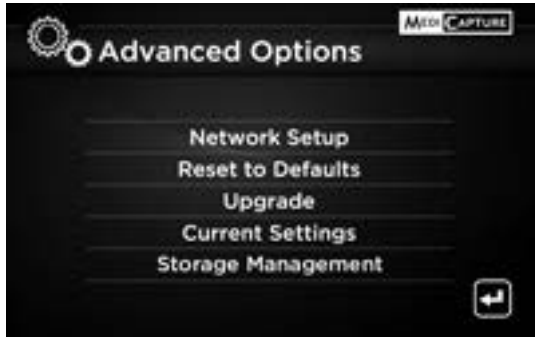 MEDICAPTURE
Advanced Options
Network Setup
Reset to Defaults
Upgrade
Current Settings
Storage Management